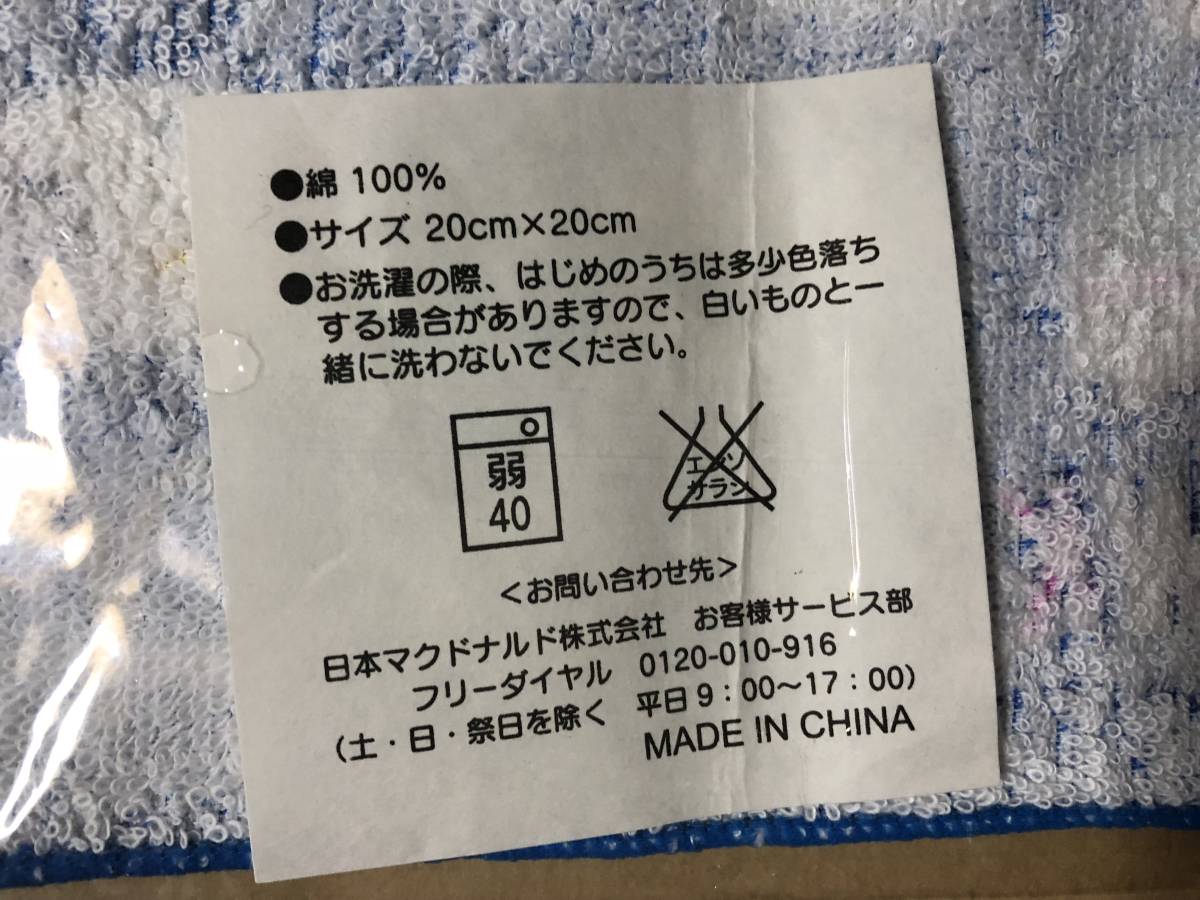 ●綿 100%
●サイズ 20cm×20cm
●お洗濯の際、はじめのうちは多少色落ち
する場合がありますので、白いものと一
緒に洗わないでください。
弱
40
エンソ
サラシ
<お問い合わせ先>
日本マクドナルド株式会社 お客様サービス部
フリーダイヤル 0120-010-916
(土・日・祭日を除く 平日9:00~17:00)
MADE IN CHINA